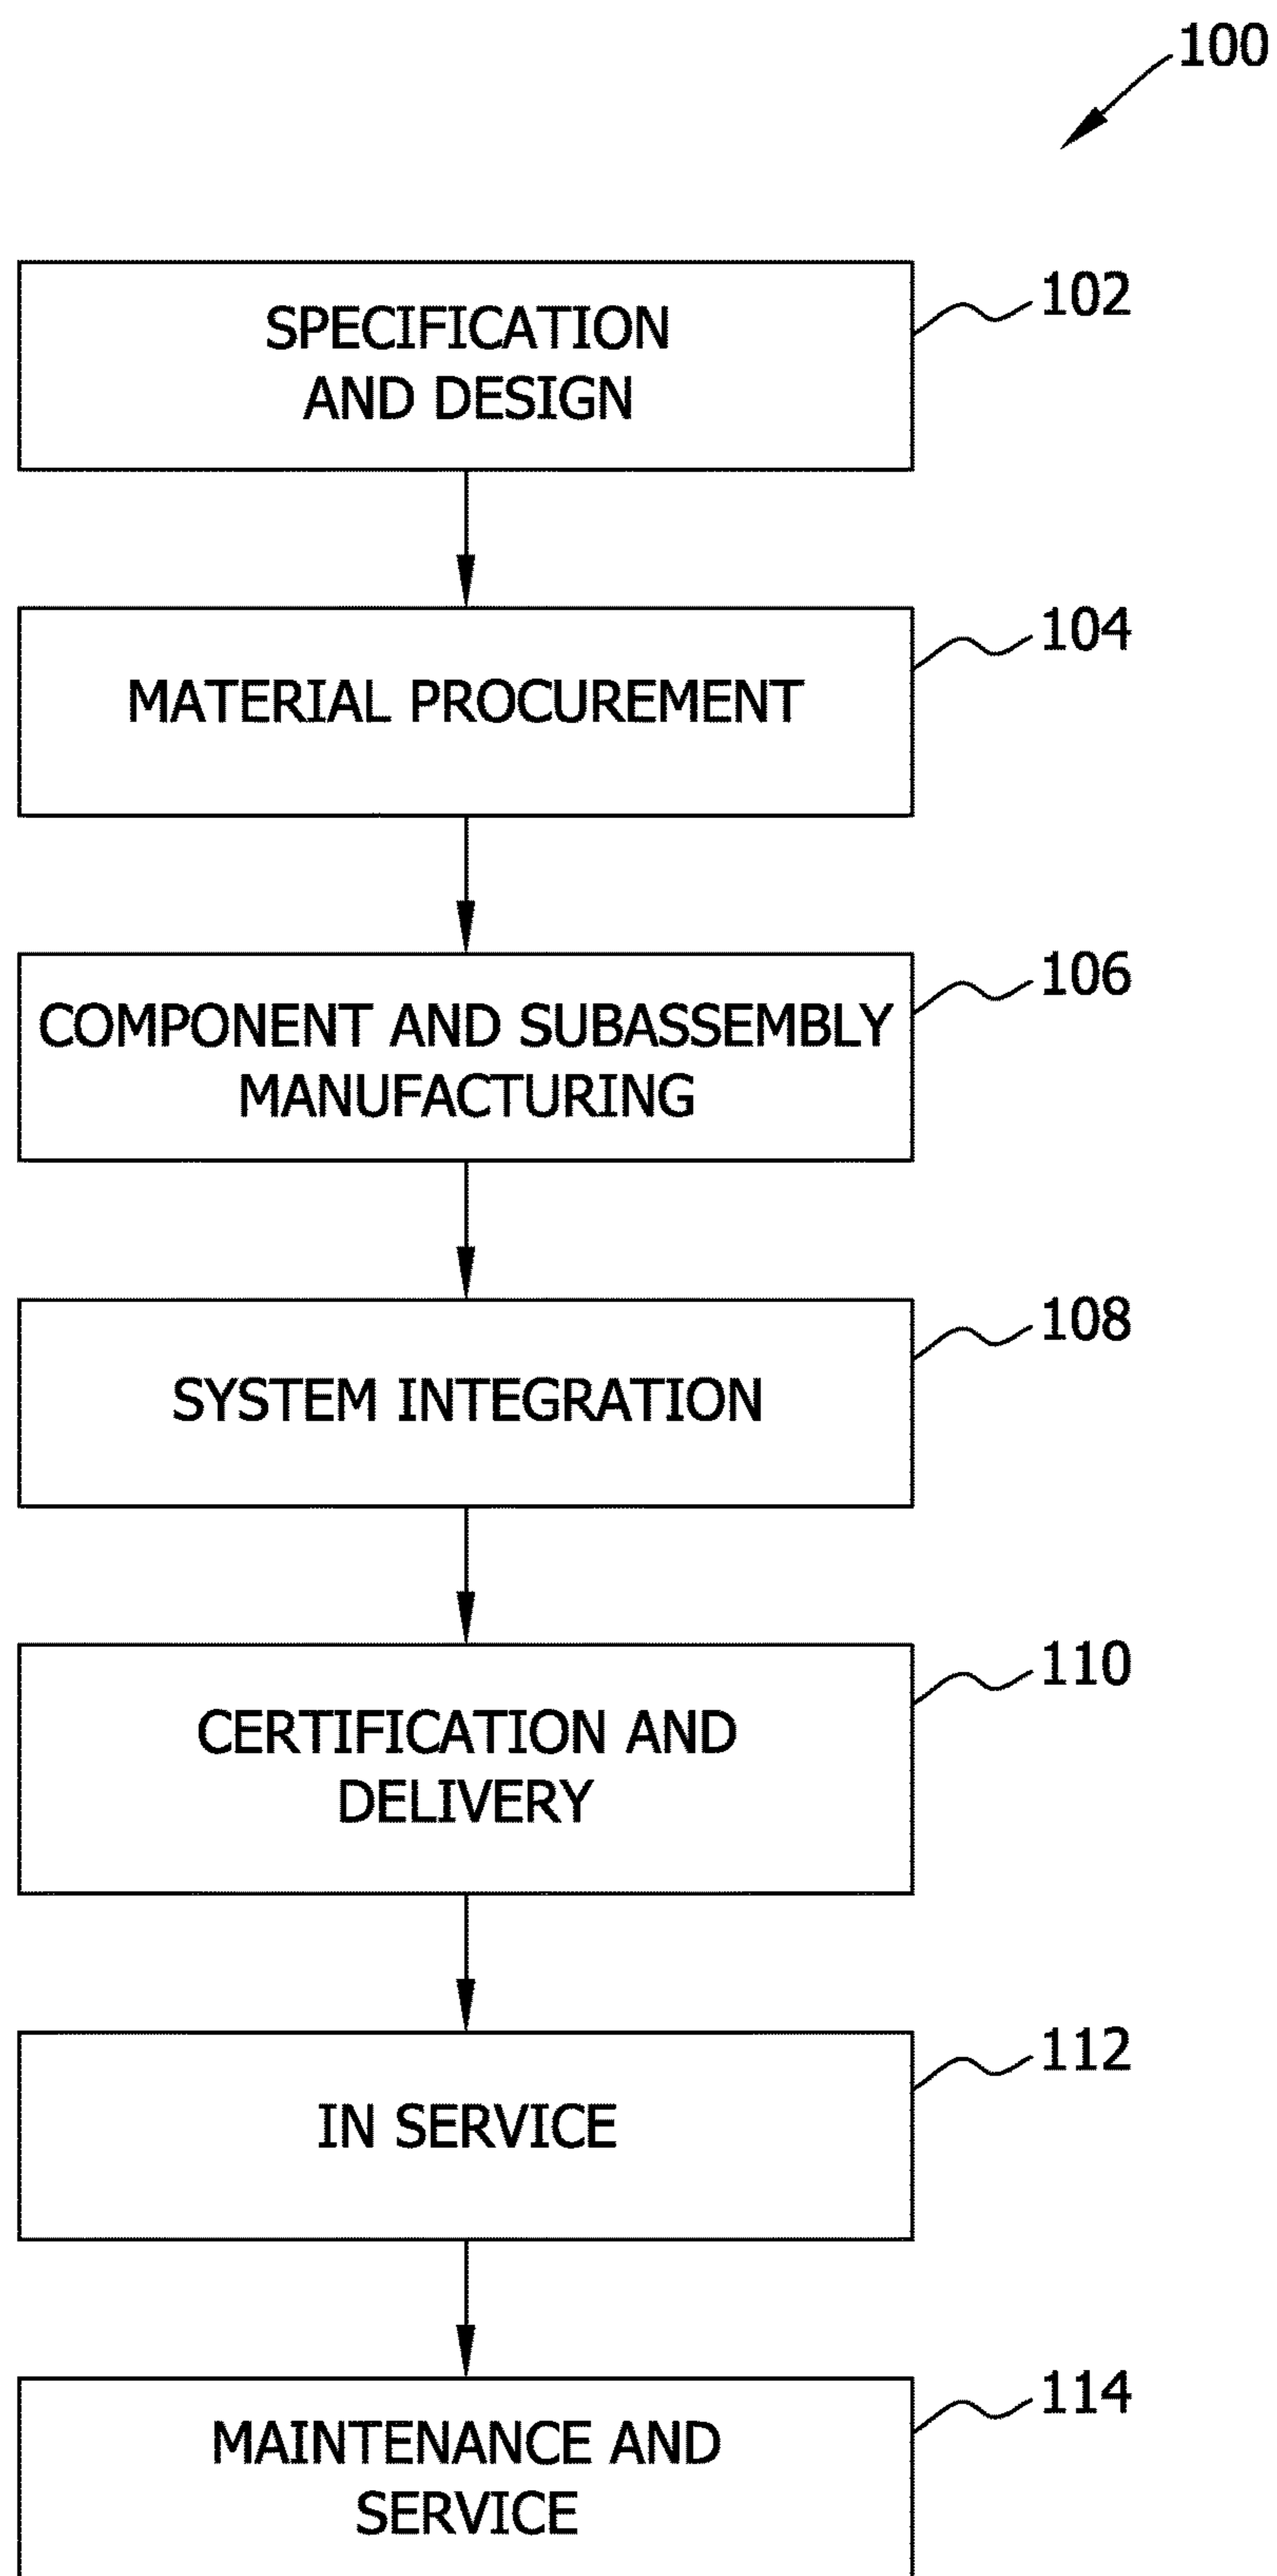 100
SPECIFICATION
AND DESIGN
102
MATERIAL PROCUREMENT
104
COMPONENT AND SUBASSEMBLY
MANUFACTURING
106
SYSTEM INTEGRATION
108
CERTIFICATION AND
DELIVERY
110
IN SERVICE
112
MAINTENANCE AND
SERVICE
114